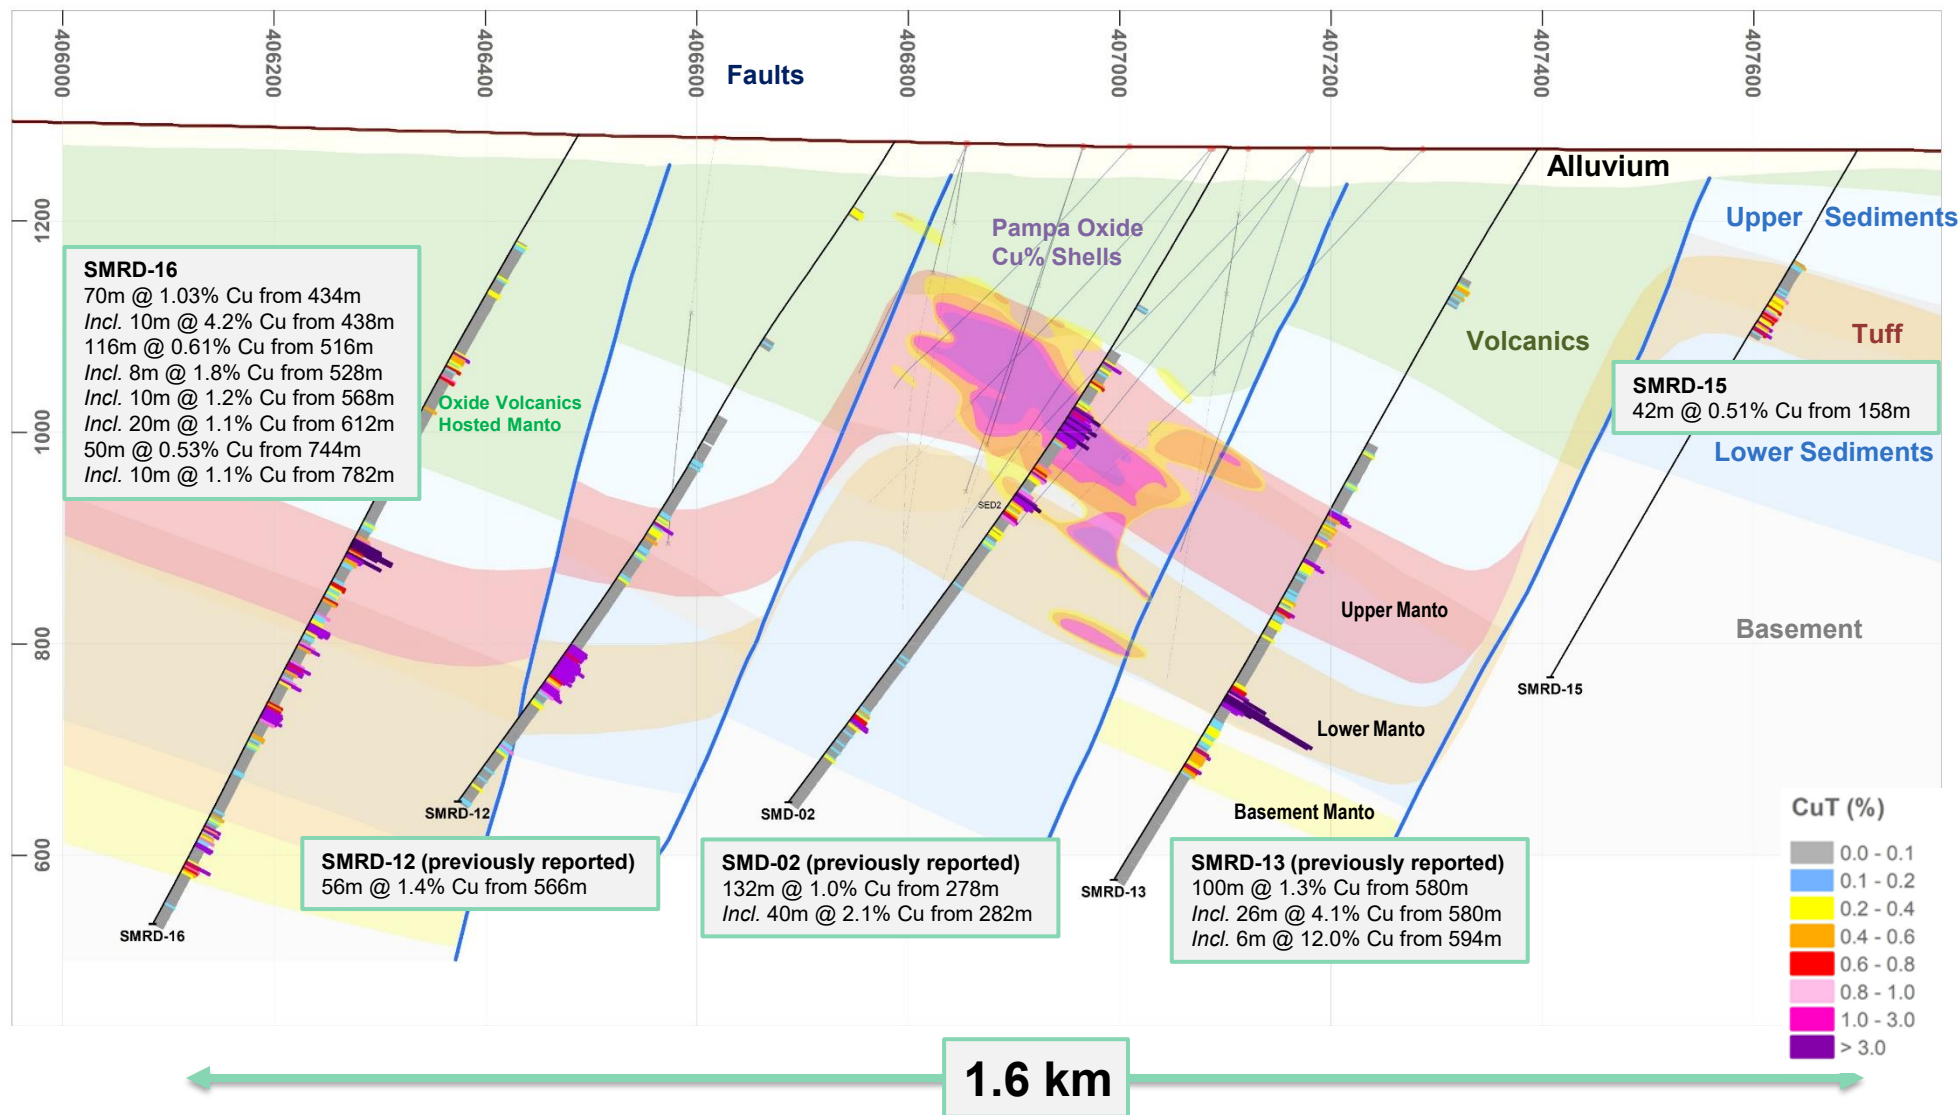 406000
406200
406400
406600
406800
407000
407200
407400
407600
Faults
Alluvium
1200
1000
800
600
Upper Sediments
Pampa Oxide
Cu% Shells
Volcanics
Tuff
SMRD-16
70m @ 1.03% Cu from 434m
Incl. 10m @ 4.2% Cu from 438m
116m @ 0.61% Cu from 516m
Incl. 8m @ 1.8% Cu from 528m
Incl. 10m @ 1.2% Cu from 568m
Incl. 20m @ 1.1% Cu from 612m
50m @ 0.53% Cu from 744m
Incl. 10m @ 1.1% Cu from 782m
Oxide Volcanics
Hosted Manto
SMRD-15
42m @ 0.51% Cu from 158m
Lower Sediments
SED2
Upper Manto
Basement
SMRD-15
Lower Manto
Basement Manto
SMRD-12
SMD-02
SMRD-13
SMRD-16
SMRD-12 (previously reported)
56m @ 1.4% Cu from 566m
SMD-02 (previously reported)
132m @ 1.0% Cu from 278m
Incl. 40m @ 2.1% Cu from 282m
SMRD-13 (previously reported)
100m @ 1.3% Cu from 580m
Incl. 26m @ 4.1% Cu from 580m
Incl. 6m @ 12.0% Cu from 594m
CuT (%)
0.0 - 0.1
0.1 - 0.2
0.2 - 0.4
0.4 - 0.6
0.6 - 0.8
0.8 - 1.0
1.0 - 3.0
> 3.0
1.6 km